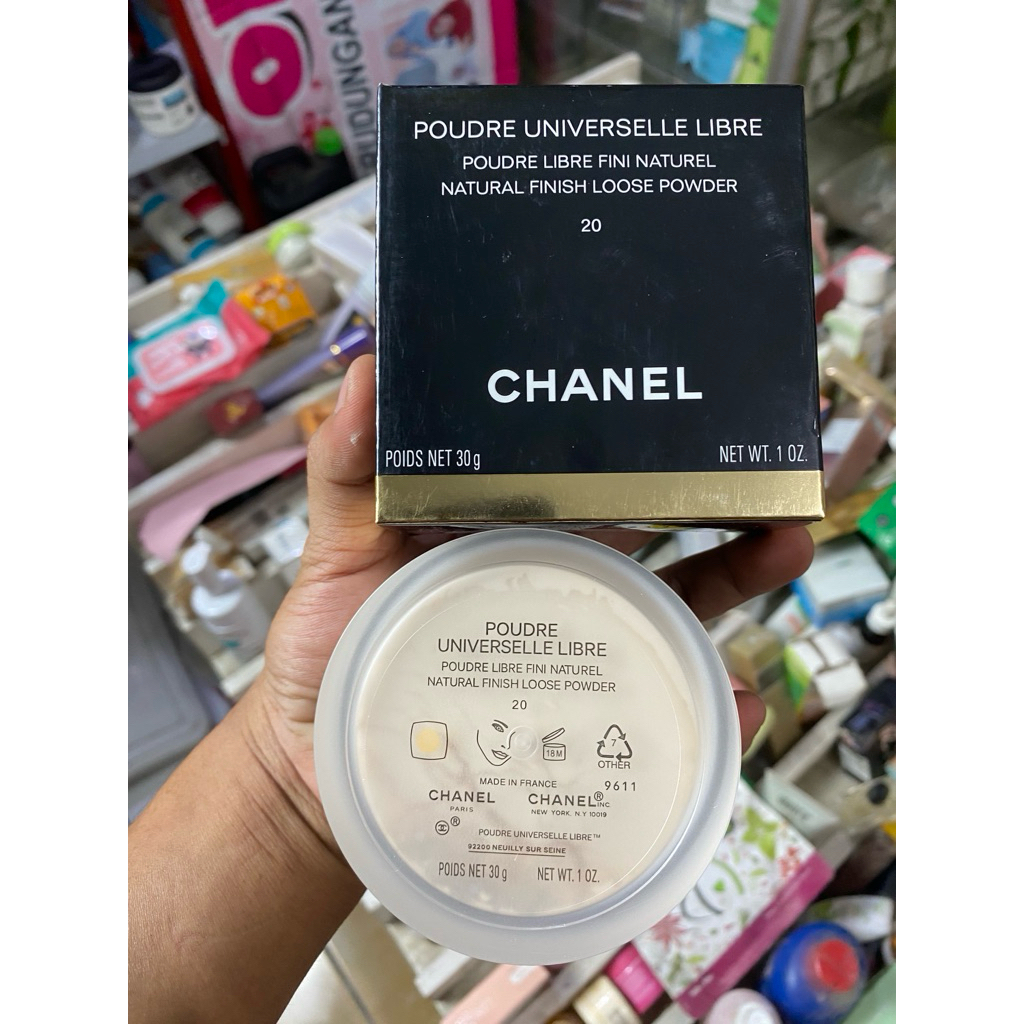 RUDUNGAN
POUDRE UNIVERSELLE LIBRE
POUDRE LIBRE FINI NATUREL
NATURAL FINISH LOOSE POWDER
20
CHANEL
POIDS NET 30 g
NET WT. 1 OZ.
POUDRE
UNIVERSELLE LIBRE
POUDRE LIBRE FINI NATUREL
NATURAL FINISH LOOSE POWDER
20
18 M
7
OTHER
MADE IN FRANCE
9611
CHANEL
PARIS
CHANEL® INC.
NEW YORK. N.Y 10019
®
POUDRE UNIVERSELLE LIBRE™
92200 NEUILLY SUR SEINE
POIDS NET 30 g
NET WT. 1 OZ.